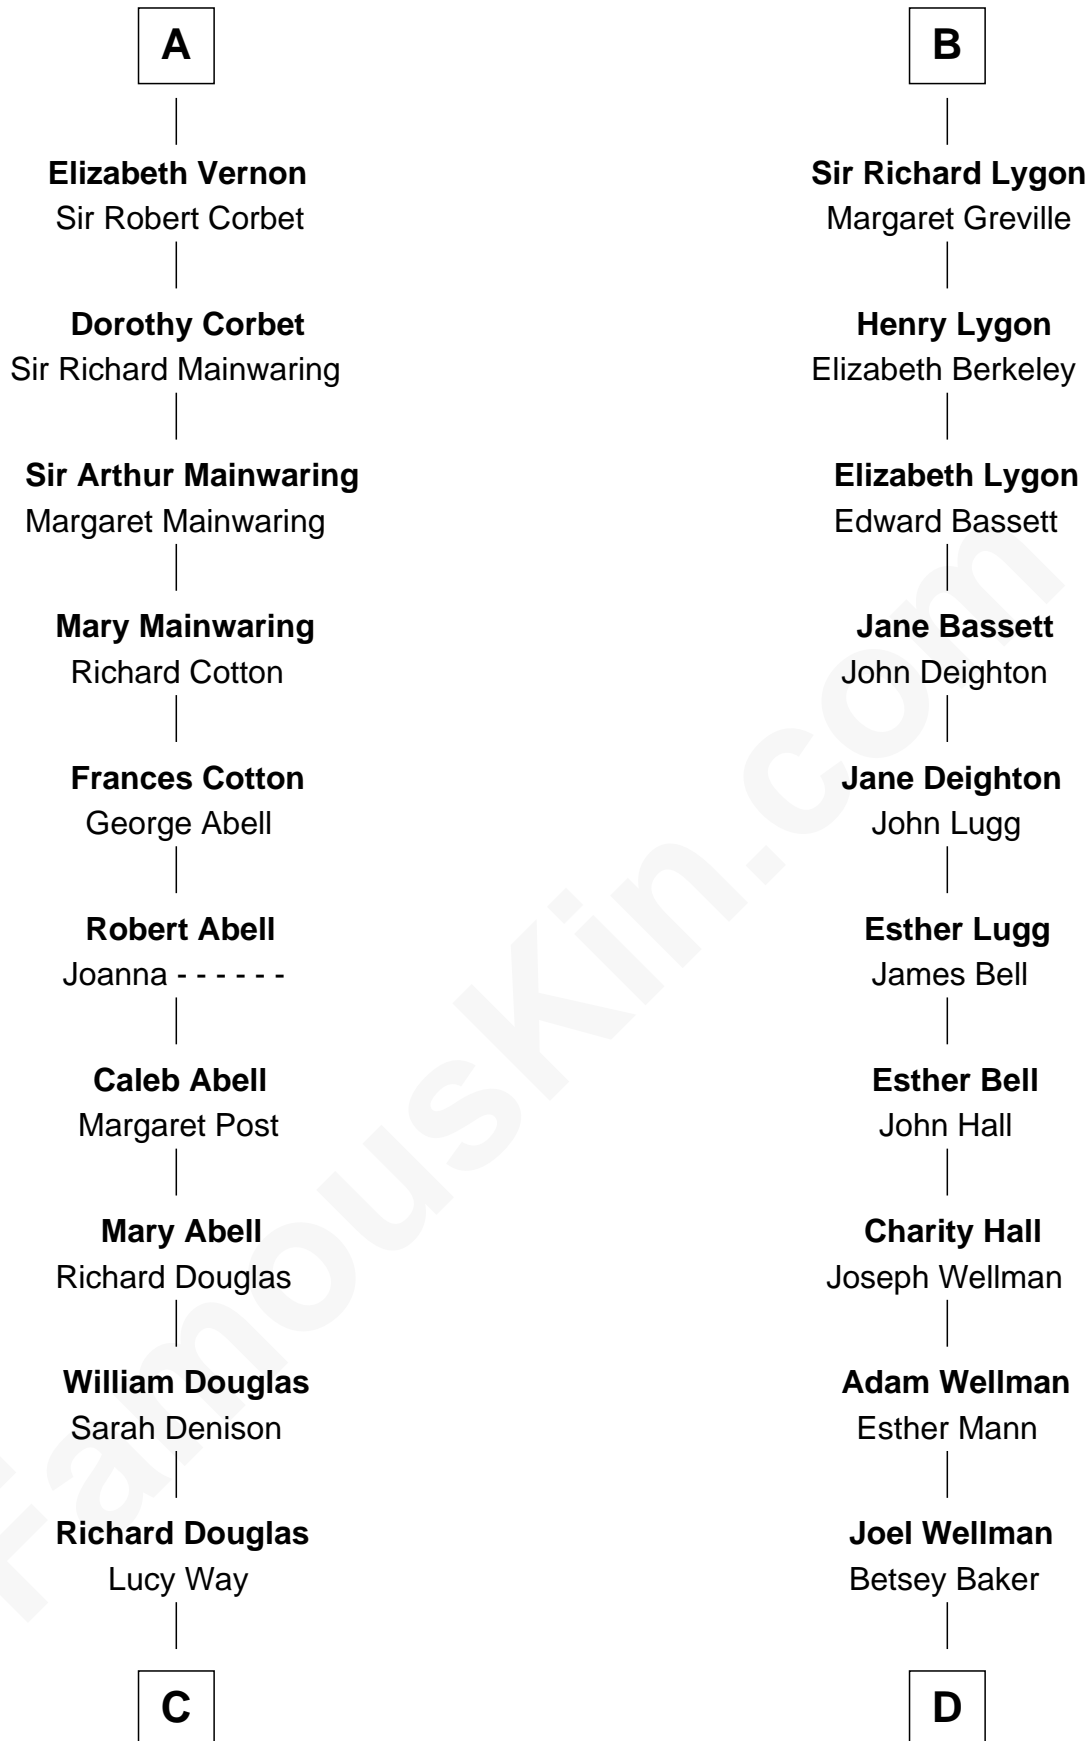 A
Elizabeth Vernon
Sir Robert Corbet
Dorothy Corbet
Sir Richard Mainwaring
Sir Arthur Mainwaring
Margaret Mainwaring
Mary Mainwaring
Richard Cotton
Frances Cotton
George Abell
Robert Abell
Joanna - - - - - -
Caleb Abell
Margaret Post
Mary Abell
Richard Douglas
William Douglas
Sarah Denison
Richard Douglas
Lucy Way
C
B
Sir Richard Lygon
Margaret Greville
Henry Lygon
Elizabeth Berkeley
Elizabeth Lygon
Edward Bassett
Jane Bassett
John Deighton
Jane Deighton
John Lugg
Esther Lugg
James Bell
Esther Bell
John Hall
Charity Hall
Joseph Wellman
Adam Wellman
Esther Mann
Joel Wellman
Betsey Baker
D
FamousKin.com